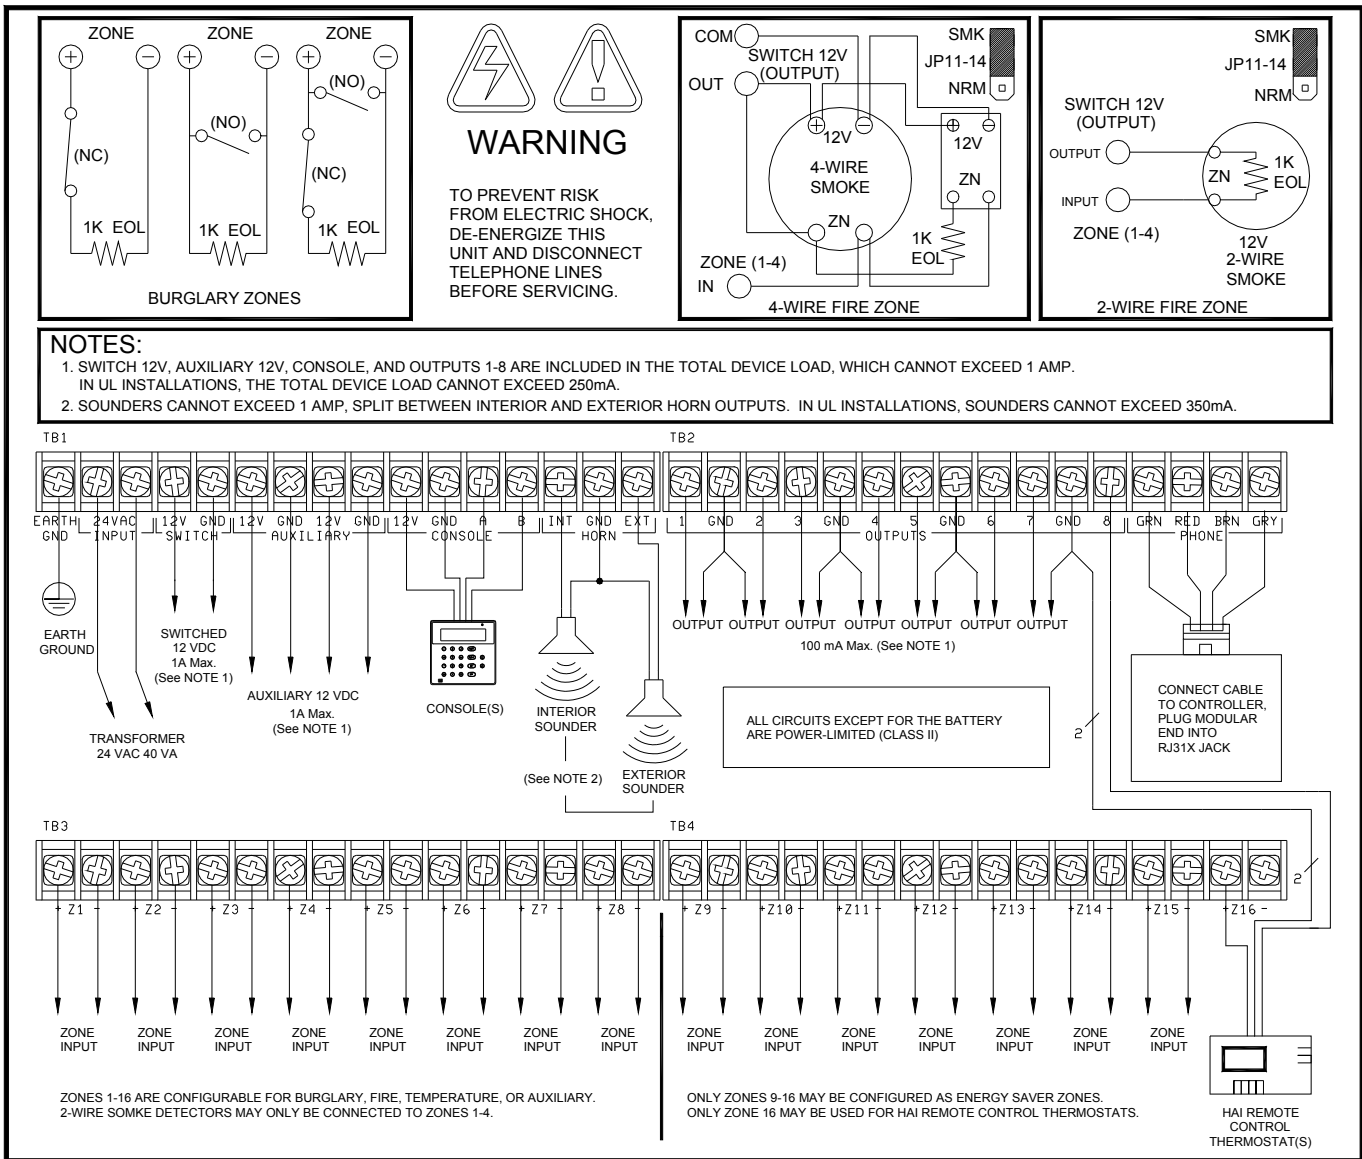 ZONE ZONE ZONE
+ - + - + -
(NC)
(NO)
(NO)
(NC)
1K EOL 1K EOL 1K EOL
BURGLARY ZONES
WARNING
TO PREVENT RISK
FROM ELECTRIC SHOCK,
DE-ENERGIZE THIS
UNIT AND DISCONNECT
TELEPHONE LINES
BEFORE SERVICING.
COM
SWITCH 12V
(OUTPUT)
OUT
SMK
JP11-14
NRM
+ 12V -
4-WIRE
SMOKE
ZN
+ -
12V
ZN
1K
EOL
ZONE (1-4)
IN
4-WIRE FIRE ZONE
SMK
JP11-14
NRM
SWITCH 12V
(OUTPUT)
OUTPUT
INPUT
ZN
1K
EOL
ZONE (1-4)
12V
2-WIRE
SMOKE
2-WIRE FIRE ZONE
NOTES:
1. SWITCH 12V, AUXILIARY 12V, CONSOLE, AND OUTPUTS 1-8 ARE INCLUDED IN THE TOTAL DEVICE LOAD, WHICH CANNOT EXCEED 1 AMP.
IN UL INSTALLATIONS, THE TOTAL DEVICE LOAD CANNOT EXCEED 250mA.
2. SOUNDERS CANNOT EXCEED 1 AMP, SPLIT BETWEEN INTERIOR AND EXTERIOR HORN OUTPUTS. IN UL INSTALLATIONS, SOUNDERS CANNOT EXCEED 350mA.
TB1
EARTH 24VAC 12V GND 12V GND 12V GND 12V GND A B INT GND EXT
GND INPUT SWITCH AUXILIARY CONSOLE HORN
TB2
1 GND 2 3 GND 4 5 GND 6 7 GND 8 GRN RED BRN GRY
OUTPUTS PHONE
EARTH
GROUND
TRANSFORMER
24 VAC 40 VA
SWITCHED
12 VDC
1A Max.
(See NOTE 1)
AUXILIARY 12 VDC
1A Max.
(See NOTE 1)
CONSOLE(S)
INTERIOR
SOUNDER
(See NOTE 2)
EXTERIOR
SOUNDER
OUTPUT OUTPUT OUTPUT OUTPUT OUTPUT OUTPUT OUTPUT
100 mA Max. (See NOTE 1)
ALL CIRCUITS EXCEPT FOR THE BATTERY
ARE POWER-LIMITED (CLASS II)
2
CONNECT CABLE
TO CONTROLLER,
PLUG MODULAR
END INTO
RJ31X JACK
TB3
+ Z1 - + Z2 - + Z3 - + Z4 - + Z5 - + Z6 - + Z7 - + Z8 -
TB4
+ Z9 - +Z10 - +Z11 - +Z12 - +Z13 - +Z14 - +Z15 - +Z16 -
2
ZONE ZONE ZONE ZONE ZONE ZONE ZONE ZONE
INPUT INPUT INPUT INPUT INPUT INPUT INPUT INPUT
ZONE ZONE ZONE ZONE ZONE ZONE ZONE
INPUT INPUT INPUT INPUT INPUT INPUT INPUT
ZONES 1-16 ARE CONFIGURABLE FOR BURGLARY, FIRE, TEMPERATURE, OR AUXILIARY.
2-WIRE SOMKE DETECTORS MAY ONLY BE CONNECTED TO ZONES 1-4.
ONLY ZONES 9-16 MAY BE CONFIGURED AS ENERGY SAVER ZONES.
ONLY ZONE 16 MAY BE USED FOR HAI REMOTE CONTROL THERMOSTATS.
HAI REMOTE
CONTROL
THERMOSTAT(S)